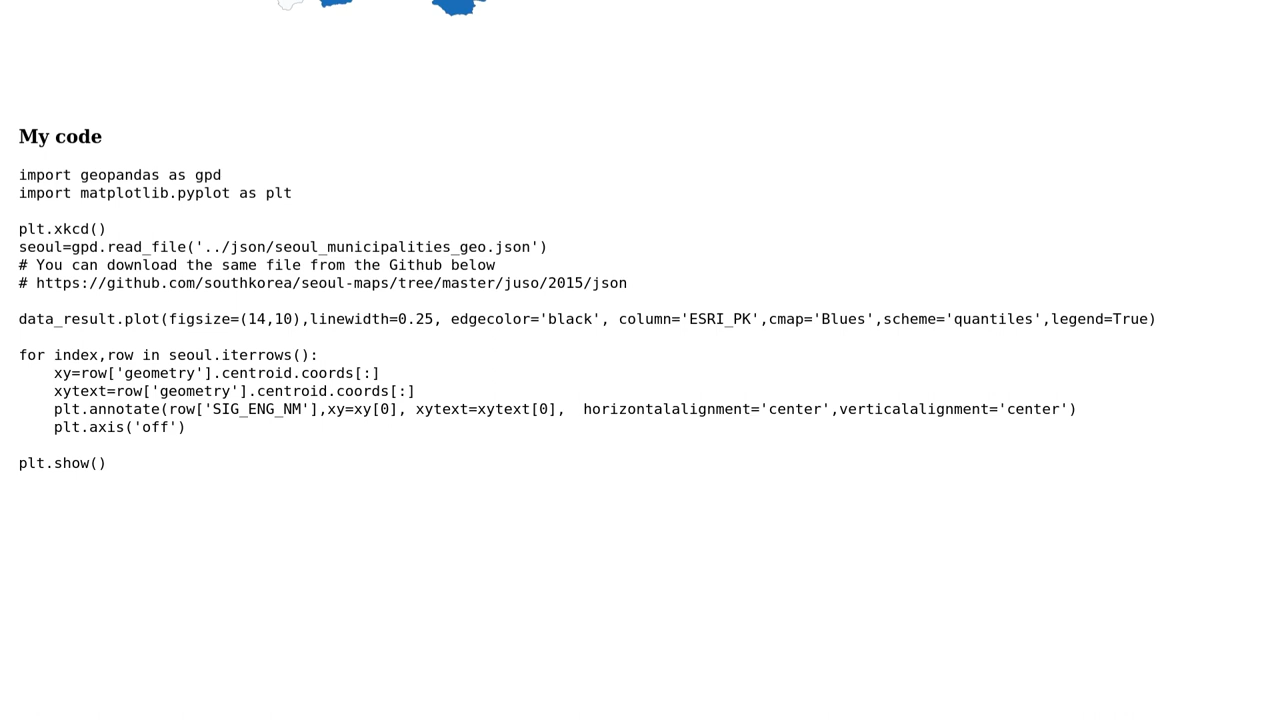 My code
import geopandas as gpd
import matplotlib.pyplot as plt
plt.xkcd()
seoul=gpd.read_file('../json/seoul_municipalities_geo.json')
# You can download the same file from the Github below
# https://github.com/southkorea/seoul-maps/tree/master/juso/2015/json
data_result.plot(figsize=(14,10),linewidth=0.25, edgecolor='black', column='ESRI_PK',cmap='Blues',scheme='quantiles',legend=True)
for index,row in seoul.iterrows():
    xy=row['geometry'].centroid.coords[:]
    xytext=row['geometry'].centroid.coords[:]
    plt.annotate(row['SIG_ENG_NM'],xy=xy[0], xytext=xytext[0],  horizontalalignment='center',verticalalignment='center')
    plt.axis('off')
plt.show()